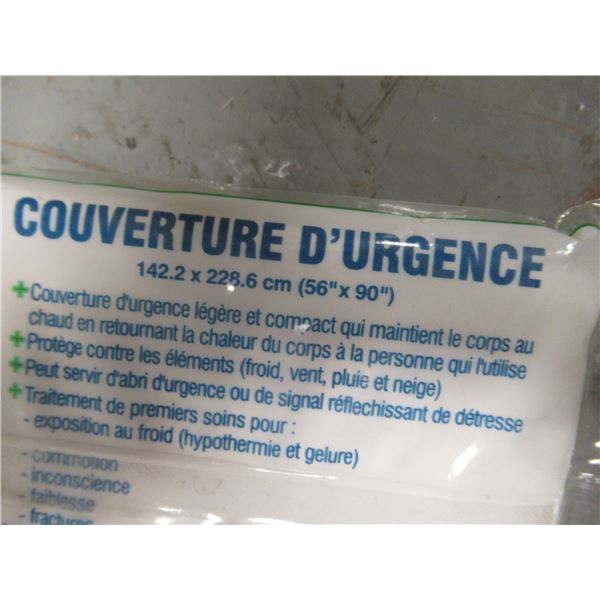 COUVERTURE D'URGENCE
142.2 x 228.6 cm (56" x 90")
+Couverture d'urgence légère et compact qui maintient le corps au
chaud en retournant la chaleur du corps à la personne qui l'utilise
+Protège contre les éléments (froid, vent, pluie et neige)
+Peut servir d'abri d'urgence ou de signal réflechissant de détresse
+Traitement de premiers soins pour :
- exposition au froid (hypothermie et gelure)
- commotion
- inconscience
- faiblesse
- fractures